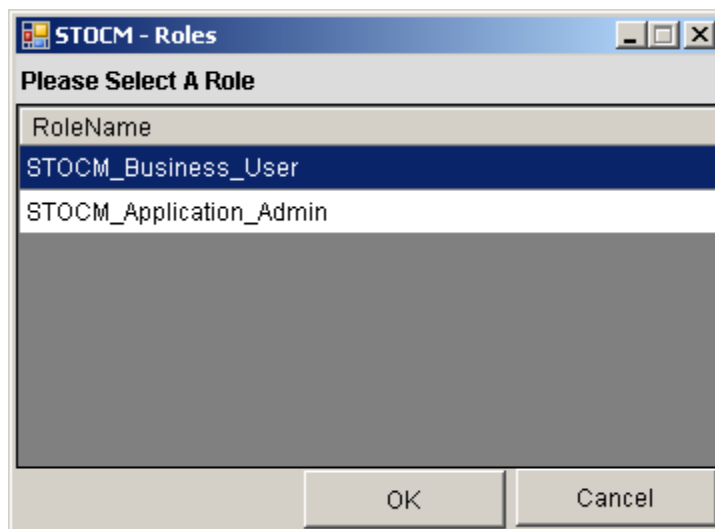 STOCM - Roles
Please Select A Role
RoleName
STOCM_Business_User
STOCM_Application_Admin
OK Cancel